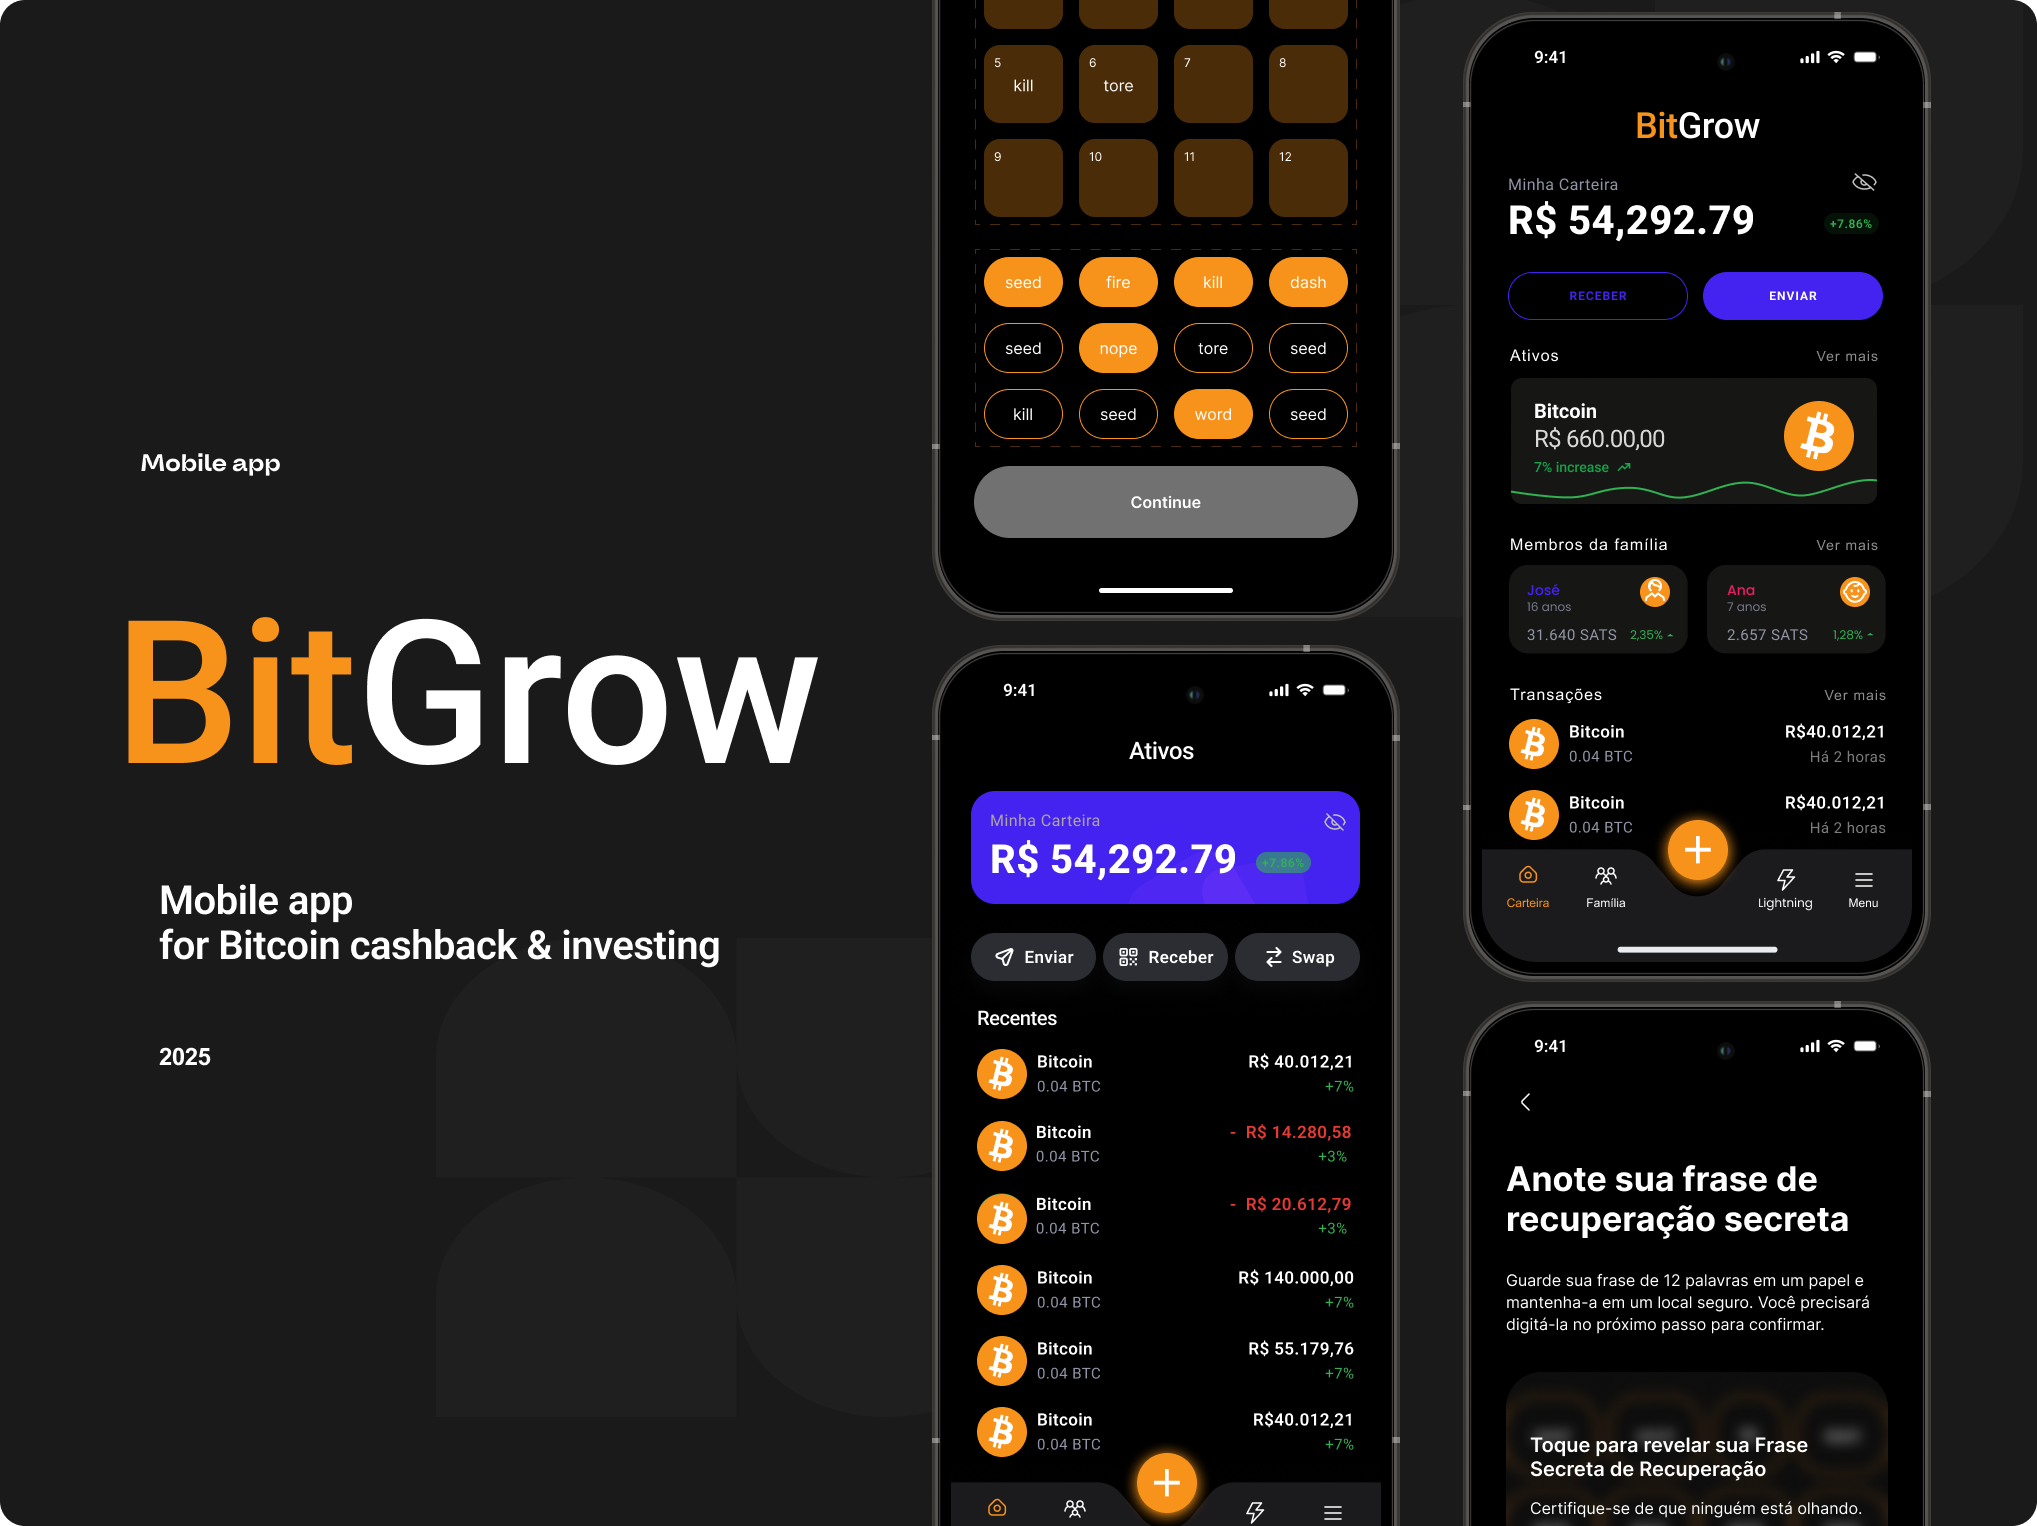 Mobile app
BitGrow
Mobile app
for Bitcoin cashback & investing
2025
5
kill
6
tore
7
8
9
10
11
12
seed fire kill dash
seed nope tore seed
kill seed word seed
Continue
9:41
Ativos
Minha Carteira
R$ 54,292.79 +7.86%
Enviar Receber Swap
Recentes
Bitcoin R$ 40.012,21
0.04 BTC +7%
Bitcoin - R$ 14.280,58
0.04 BTC +3%
Bitcoin - R$ 20.612,79
0.04 BTC +3%
Bitcoin R$ 140.000,00
0.04 BTC +7%
Bitcoin R$ 55.179,76
0.04 BTC +7%
Bitcoin R$40.012,21
0.04 BTC +7%
9:41
BitGrow
Minha Carteira
R$ 54,292.79 +7.86%
RECEBER ENVIAR
Ativos Ver mais
Bitcoin
R$ 660.00,00
7% increase
Membros da família Ver mais
José
16 anos
31.640 SATS 2,35%
Ana
7 anos
2.657 SATS 1,28%
Transações Ver mais
Bitcoin R$40.012,21
0.04 BTC Há 2 horas
Bitcoin R$40.012,21
0.04 BTC Há 2 horas
Carteira Família Lightning Menu
9:41
Anote sua frase de
recuperação secreta
Guarde sua frase de 12 palavras em um papel e
mantenha-a em um local seguro. Você precisará
digitá-la no próximo passo para confirmar.
Toque para revelar sua Frase
Secreta de Recuperação
Certifique-se de que ninguém está olhando.